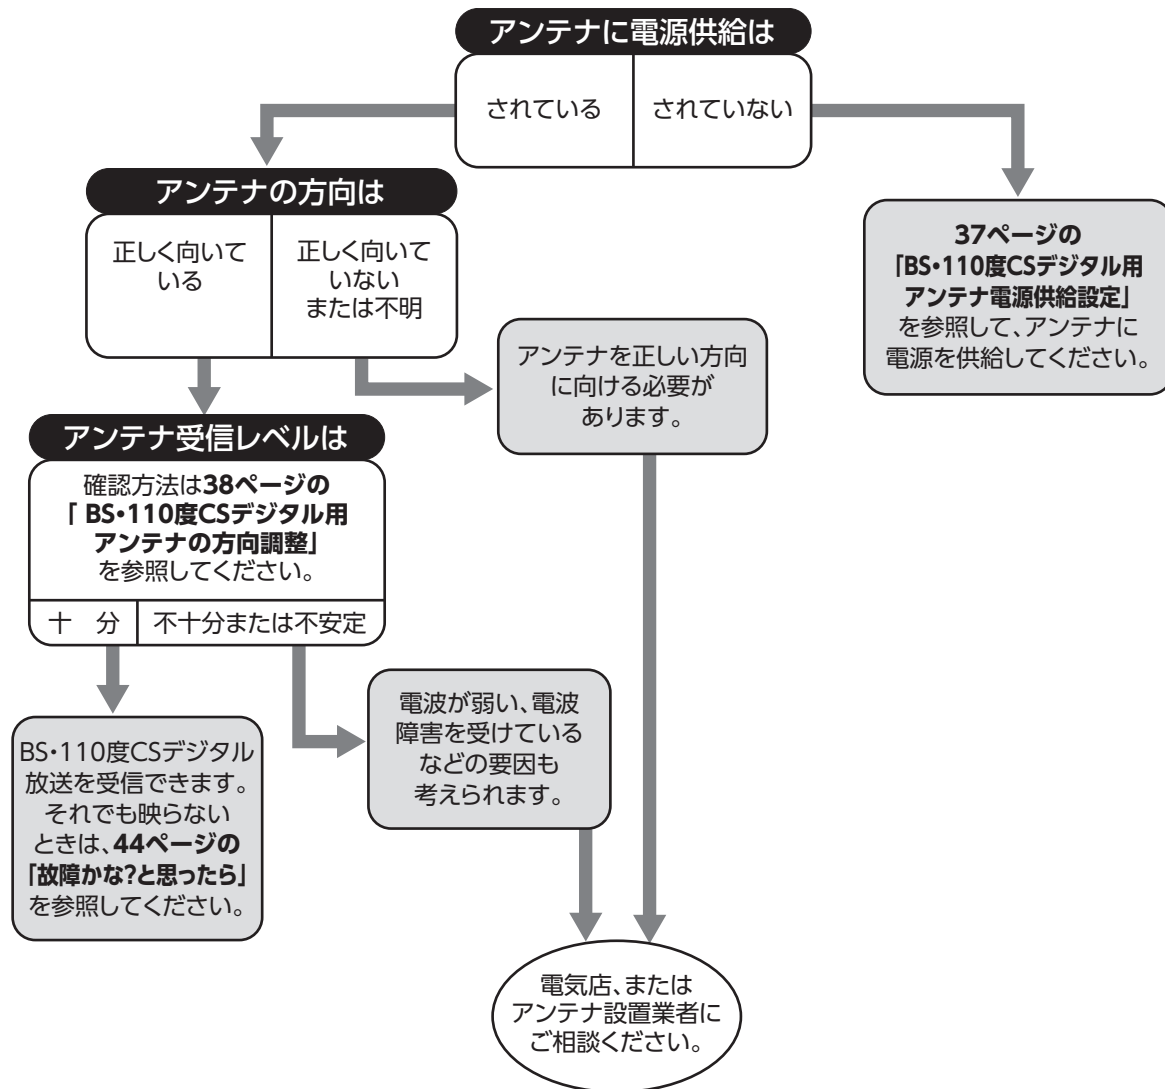 アンテナに電源供給は
されている
されていない
アンテナの方向は
正しく向いて
いる
正しく向いて
いない
または不明
37ページの
「BS・110度CSデジタル用
アンテナ電源供給設定」
を参照して、アンテナに
電源を供給してください。
アンテナを正しい方向
に向ける必要が
あります。
アンテナ受信レベルは
確認方法は38ページの
「 BS・110度CSデジタル用
アンテナの方向調整」
を参照してください。
十　分
不十分または不安定
電波が弱い、電波
障害を受けている
などの要因も
考えられます。
BS・110度CSデジタル
放送を受信できます。
それでも映らない
ときは、44ページの
「故障かな?と思ったら」
を参照してください。
電気店、または
アンテナ設置業者に
ご相談ください。